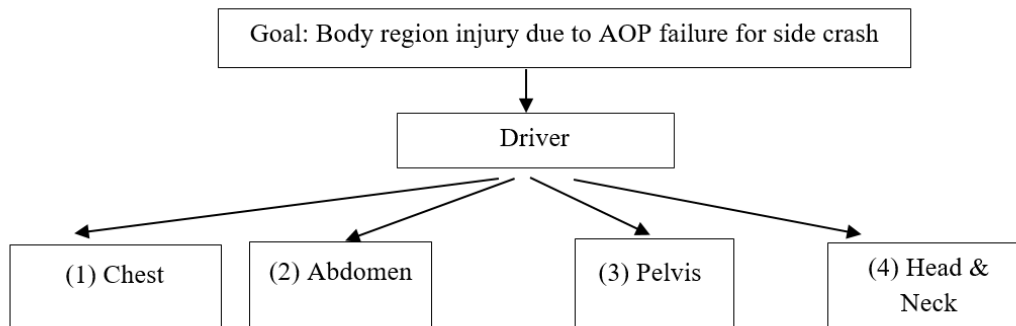 Goal: Body region injury due to AOP failure for side crash
Driver
(1) Chest
(2) Abdomen
(3) Pelvis
(4) Head &
Neck